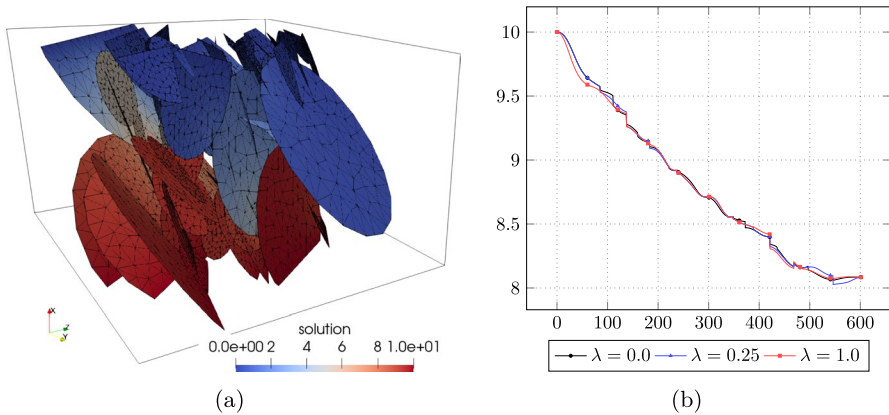 X
Z
Y
solution
0.0e+00 2 4 6 8 1.0e+01
(a)
10
9.5
9
8.5
8
0 100 200 300 400 500 600
λ = 0.0 λ = 0.25 λ = 1.0
(b)